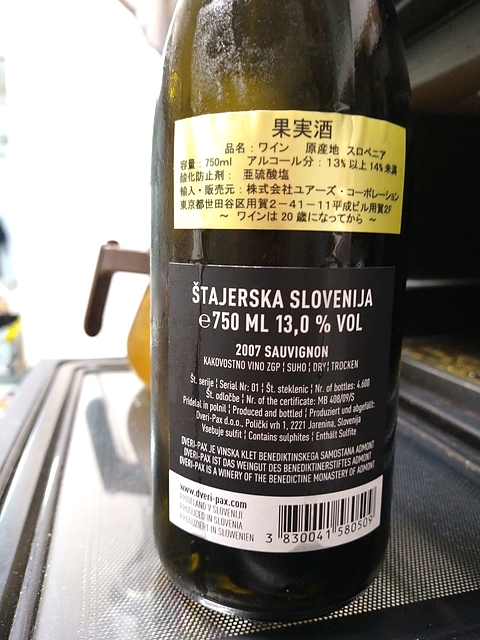 果実酒
品名：ワイン　原産地 スロベニア
容量：750ml　アルコール分：13%以上14%未満
酸化防止剤：　亜硫酸塩
輸入・販売元：株式会社ユアーズ・コーポレーション
東京都世田谷区用賀2－41－11平成ビル用賀2F
～ ワインは20歳になってから ～
ŠTAJERSKA SLOVENIJA
℮750 ML 13,0 % VOL
2007 SAUVIGNON
KAKOVOSTNO VINO ZGP ¦ SUHO ¦ DRY ¦ TROCKEN
Št. serije ¦ Serial Nr: 01 ¦ Št. steklenic ¦ Nr. of bottles: 4.600
Št. odločbe ¦ Nr. of the certificate: MB 408/09/S
Pridelal in polnil ¦ Produced and bottled ¦ Produziert und abgefüllt:
Dveri-Pax d.o.o., Polički vrh 1, 2221 Jarenina, Slovenija
Vsebuje sulfit ¦ Contains sulphites ¦ Enthält Sulfite
DVERI-PAX JE VINSKA KLET BENEDIKTINSKEGA SAMOSTANA ADMONT
DVERI-PAX IST DAS WEINGUT DES BENEDIKTINERSTIFTES ADMONT
DVERI-PAX IS A WINERY OF THE BENEDICTINE MONASTERY OF ADMONT
www.dveri-pax.com
PRIDELANO V SLOVENIJI
PRODUCED IN SLOVENIA
PRODUZIERT IN SLOWENIEN
3 830041 580509